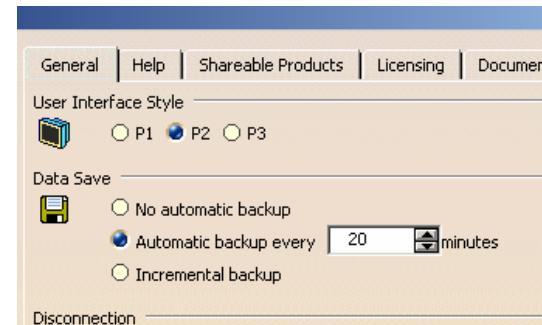 General Help Shareable Products Licensing
User Interface Style
P1 P2 P3
Data Save
No automatic backup
Automatic backup every 20 minutes
Incremental backup
Disconnection